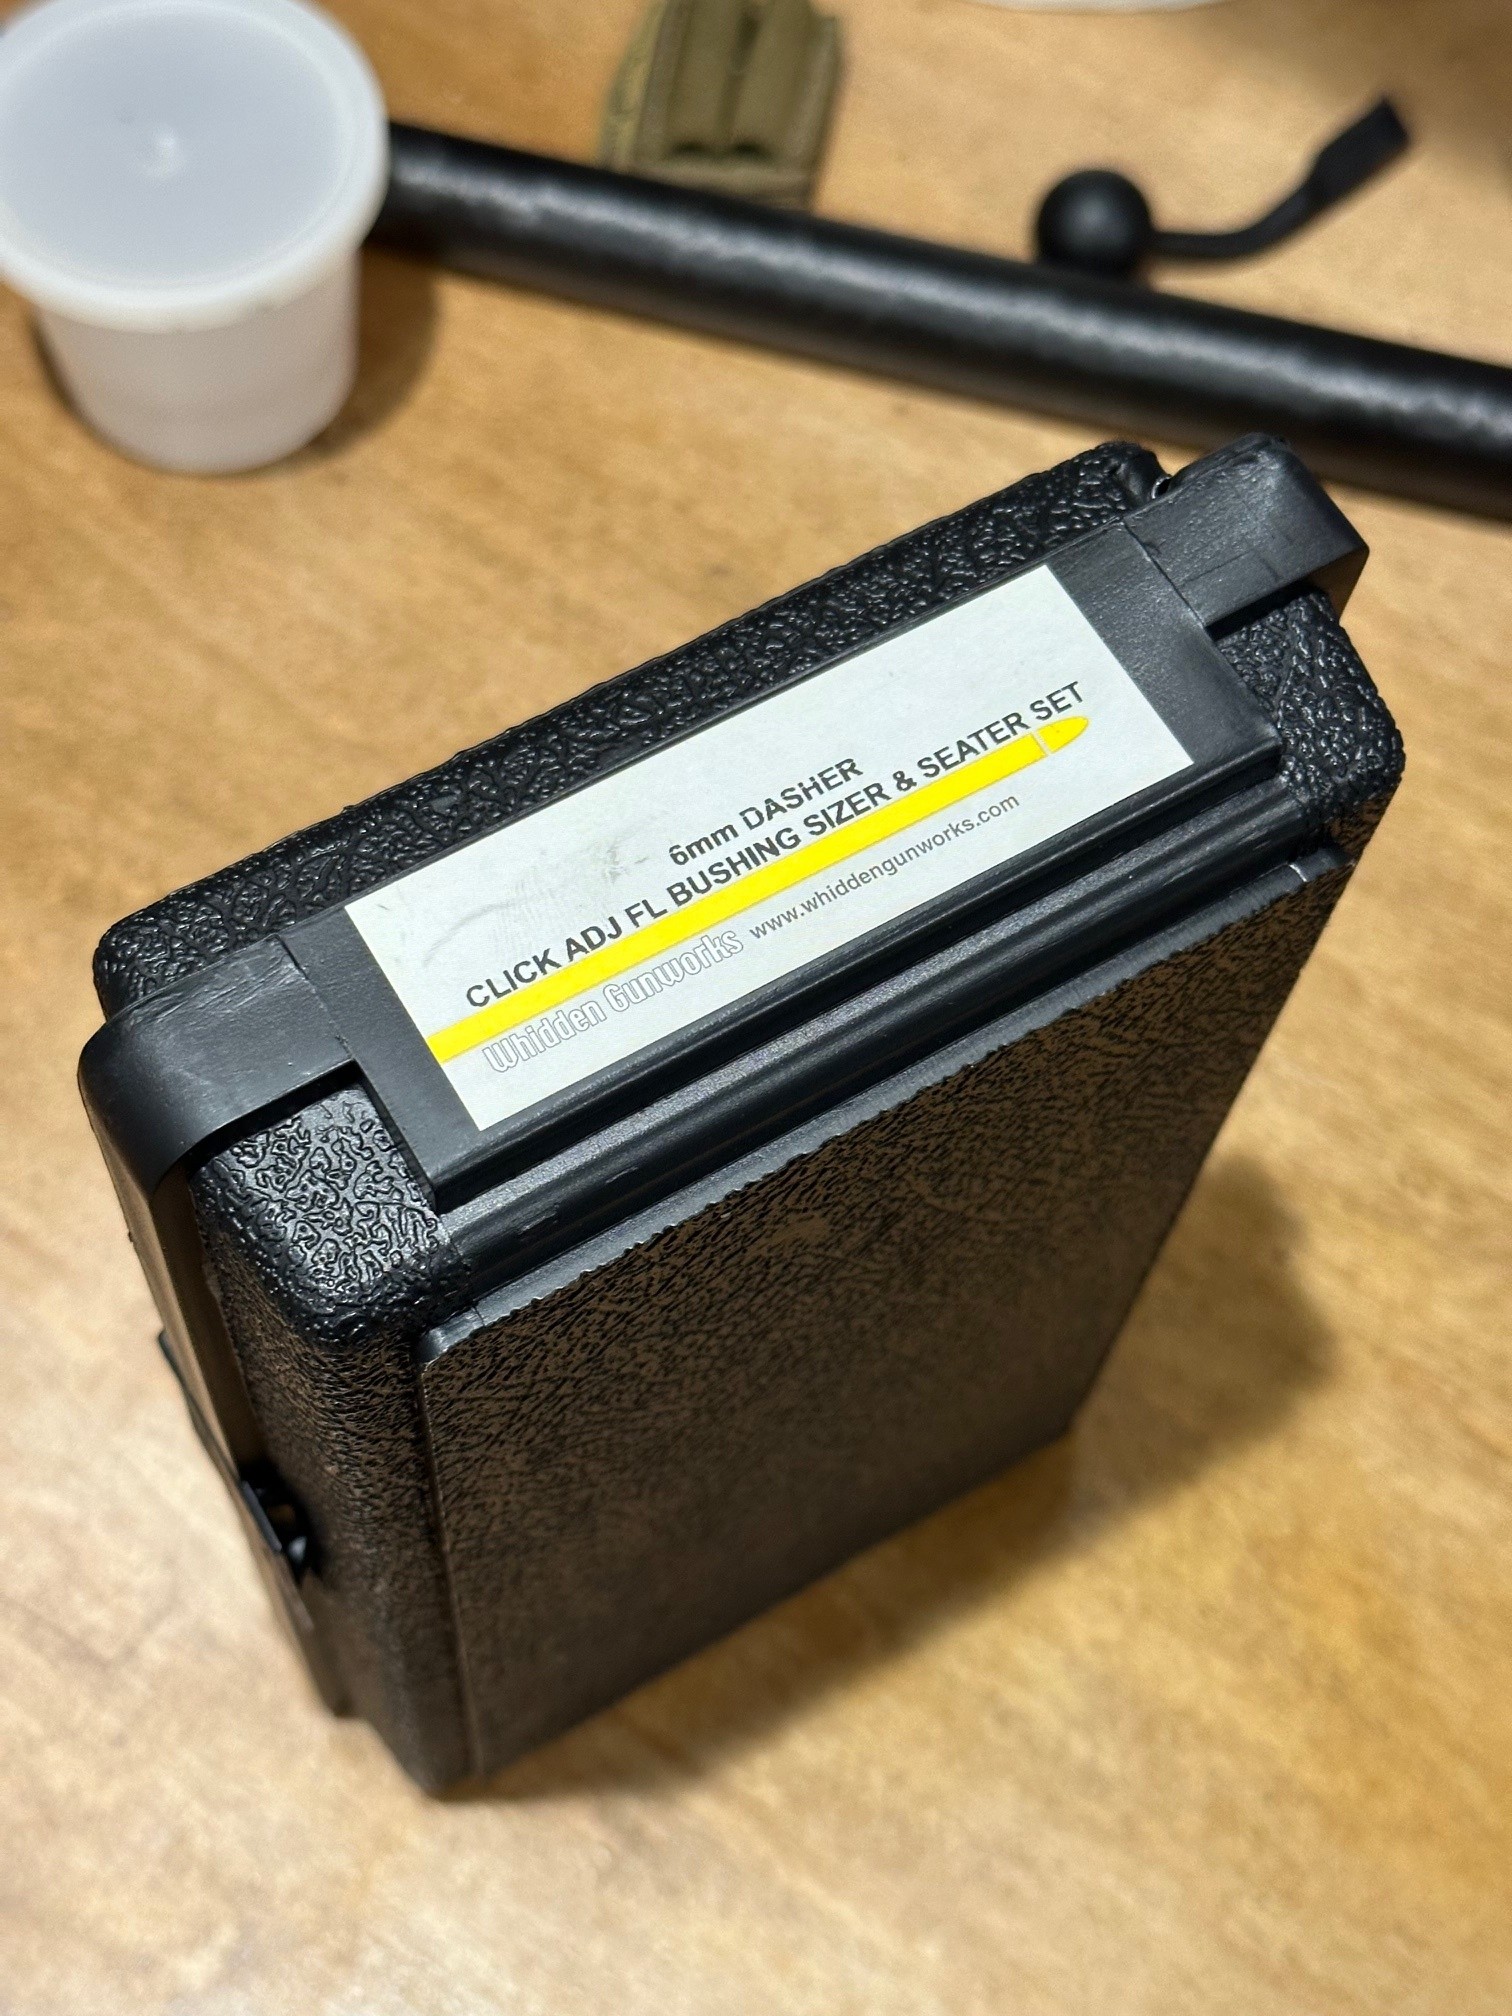 6mm DASHER
CLICK ADJ FL BUSHING SIZER & SEATER SET
Whidden Gunworks www.whiddengunworks.com